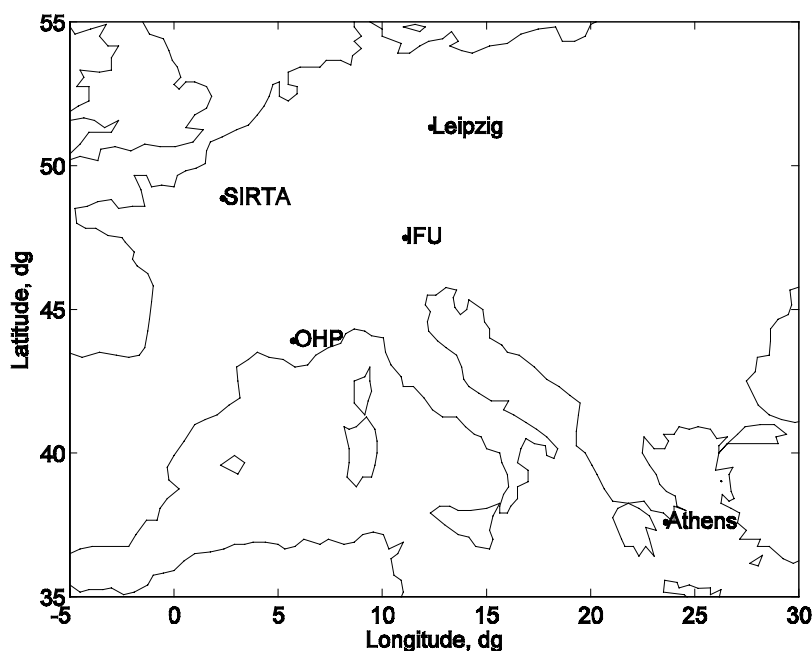 55
Leipzig
50
SIRTA
IFU
Latitude, dg
45
OHP
40
Athens
35
-5 0 5 10 15 20 25 30
Longitude, dg